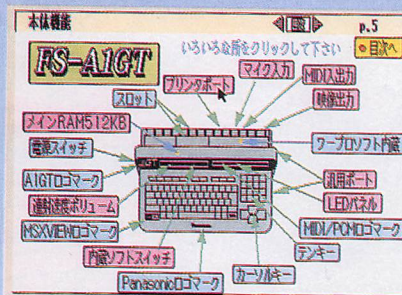 本体機能
p.5
いろいろな所をクリックして下さい
目次へ
FS-A1GT
プリンタポート
マイク入力
MIDI入出力
映像出力
スロット
メインRAM512KB
電源スイッチ
ワープロソフト内蔵
A1GTロゴマーク
汎用ポート
連射速度ボリューム
LEDパネル
MSXVIEWロゴマーク
MIDI/PCMロゴマーク
内蔵ソフトスイッチ
テンキー
Panasonicロゴマーク
カーソルキー
A1GT